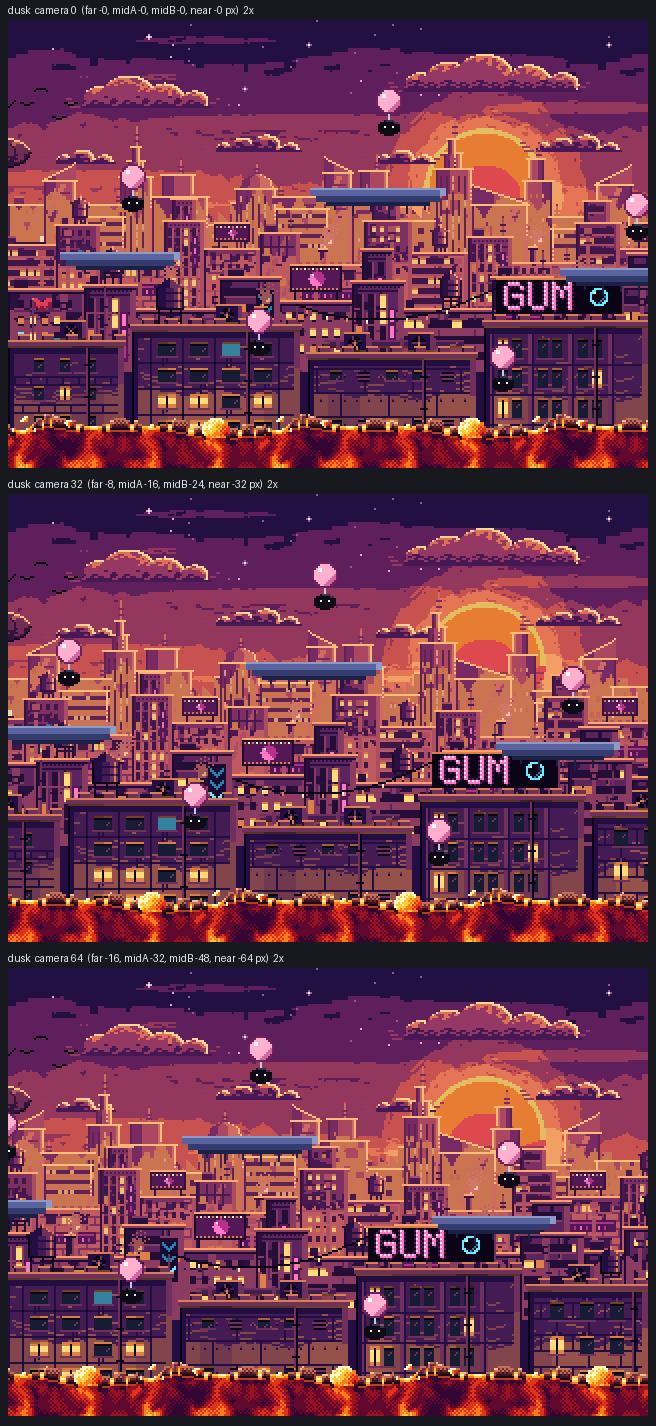 dusk camera 0 (far -0, midA -0, midB -0, near -0 px) 2x
GUM
dusk camera 32 (far -8, midA -16, midB -24, near -32 px) 2x
GUM
dusk camera 64 (far -16, midA -32, midB -48, near -64 px) 2x
GUM